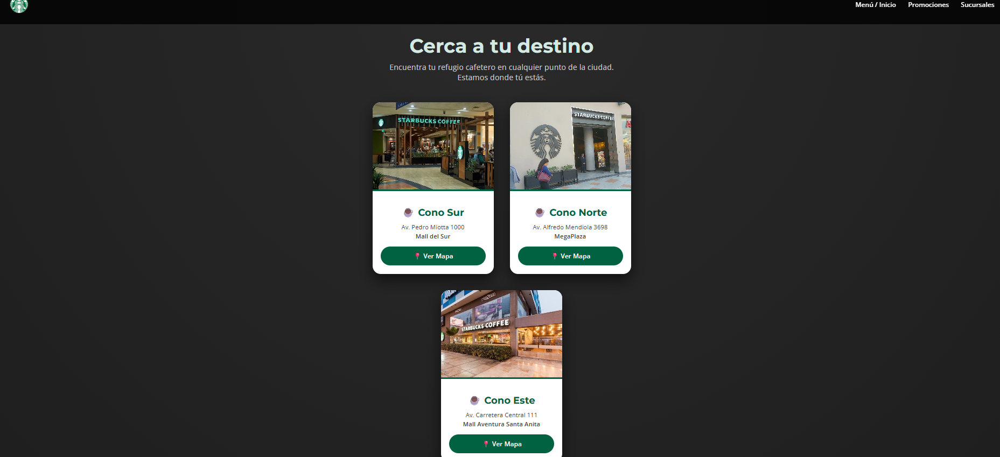 Menú / Inicio Promociones Sucursales
Cerca a tu destino
Encuentra tu refugio cafetero en cualquier punto de la ciudad.
Estamos donde tú estás.
STARBUCKS COFFEE
STARBUCKS COFFEE
Cono Sur
Av. Pedro Miotta 1000
Mall del Sur
Ver Mapa
Cono Norte
Av. Alfredo Mendiola 3698
MegaPlaza
Ver Mapa
rosen
STARBUCKS COFFEE
Cono Este
Av. Carretera Central 111
Mall Aventura Santa Anita
Ver Mapa